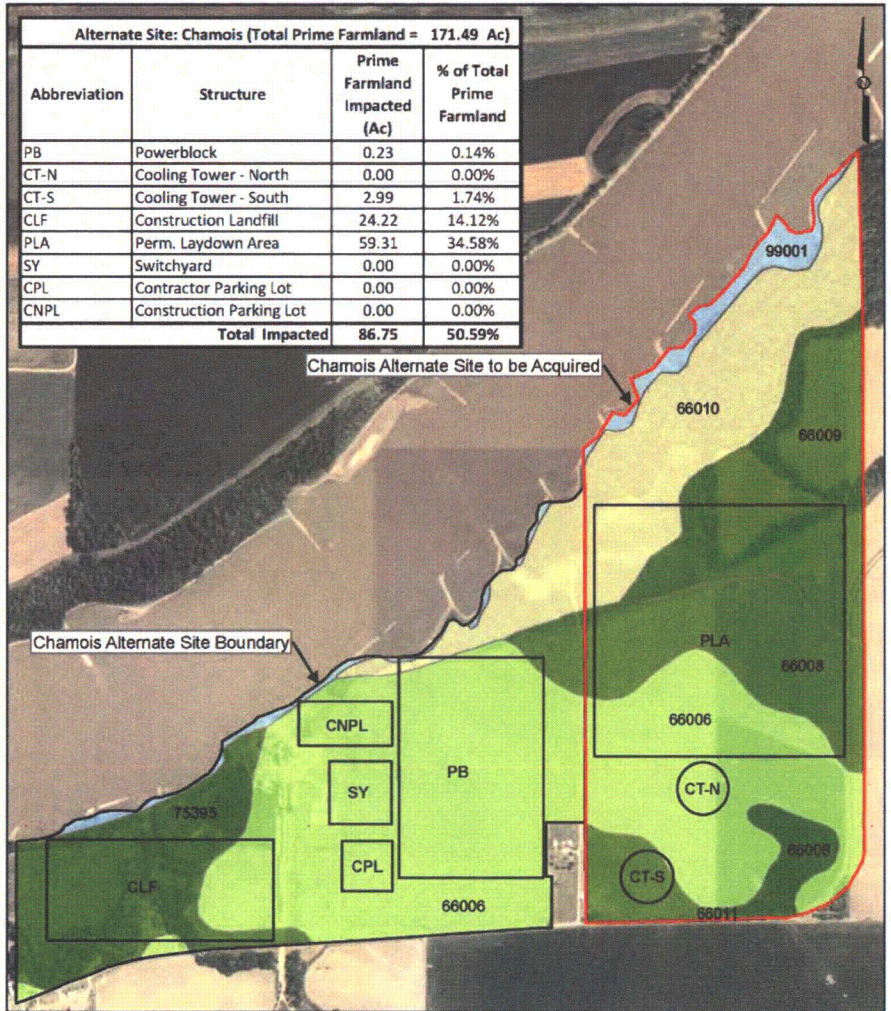 Alternate Site: Chamois (Total Prime Farmland = 171.49 Ac)
Abbreviation Structure Prime Farmland Impacted (Ac) % of Total Prime Farmland
PB Powerblock 0.23 0.14%
CT-N Cooling Tower - North 0.00 0.00%
CT-S Cooling Tower - South 2.99 1.74%
CLF Construction Landfill 24.22 14.12%
PLA Perm. Laydown Area 59.31 34.58%
SY Switchyard 0.00 0.00%
CPL Contractor Parking Lot 0.00 0.00%
CNPL Construction Parking Lot 0.00 0.00%
Total Impacted 86.75 50.59%
99001
Chamois Alternate Site to be Acquired
66010
66009
Chamois Alternate Site Boundary
PLA
66008
66006
CNPL
PB
SY
CT-N
75395
66008
CPL
CT-S
CLF
66006
66011